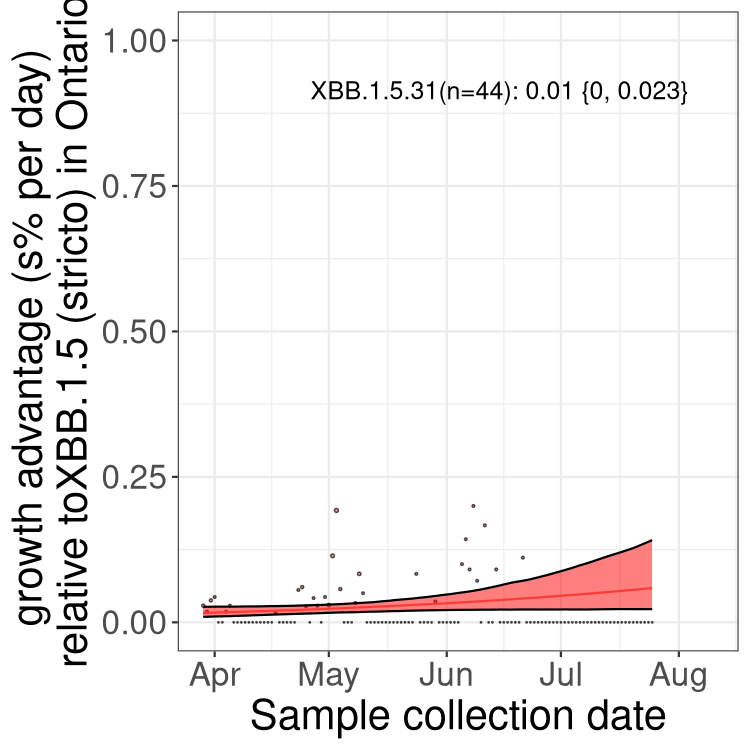 growth advantage (s% per day)
relative toXBB.1.5 (stricto) in Ontario
1.00
0.75
0.50
0.25
0.00
XBB.1.5.31(n=44): 0.01 {0, 0.023}
Apr May Jun Jul Aug
Sample collection date